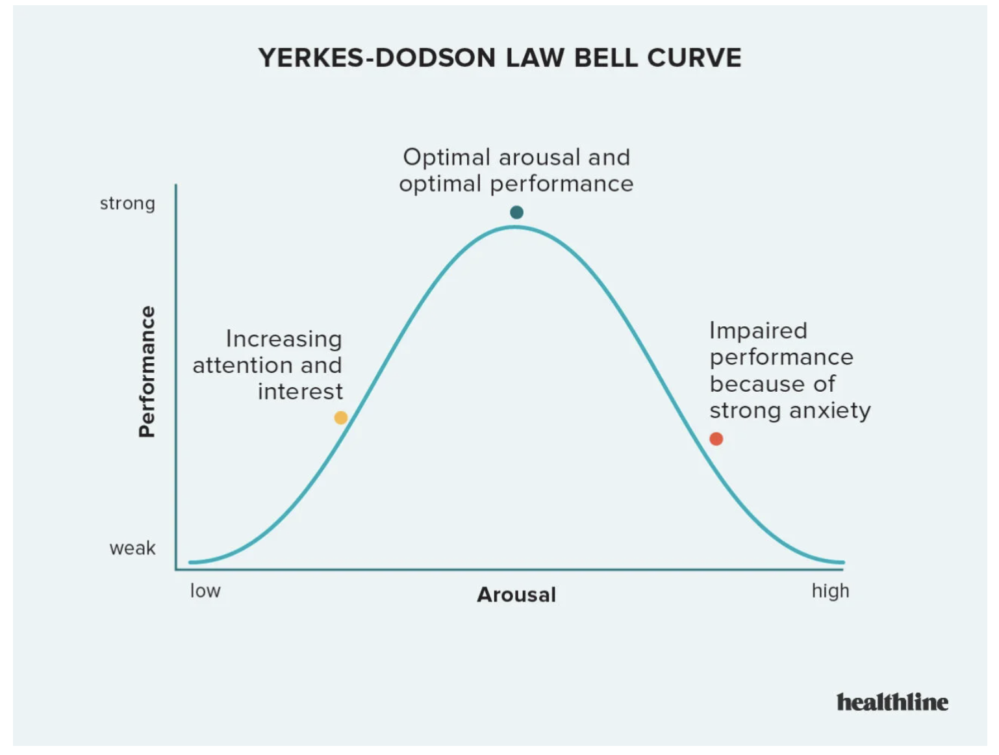 YERKES-DODSON LAW BELL CURVE
Optimal arousal and
optimal performance
strong
Increasing
attention and
interest
Impaired
performance
because of
strong anxiety
Performance
weak
low
Arousal
high
healthline